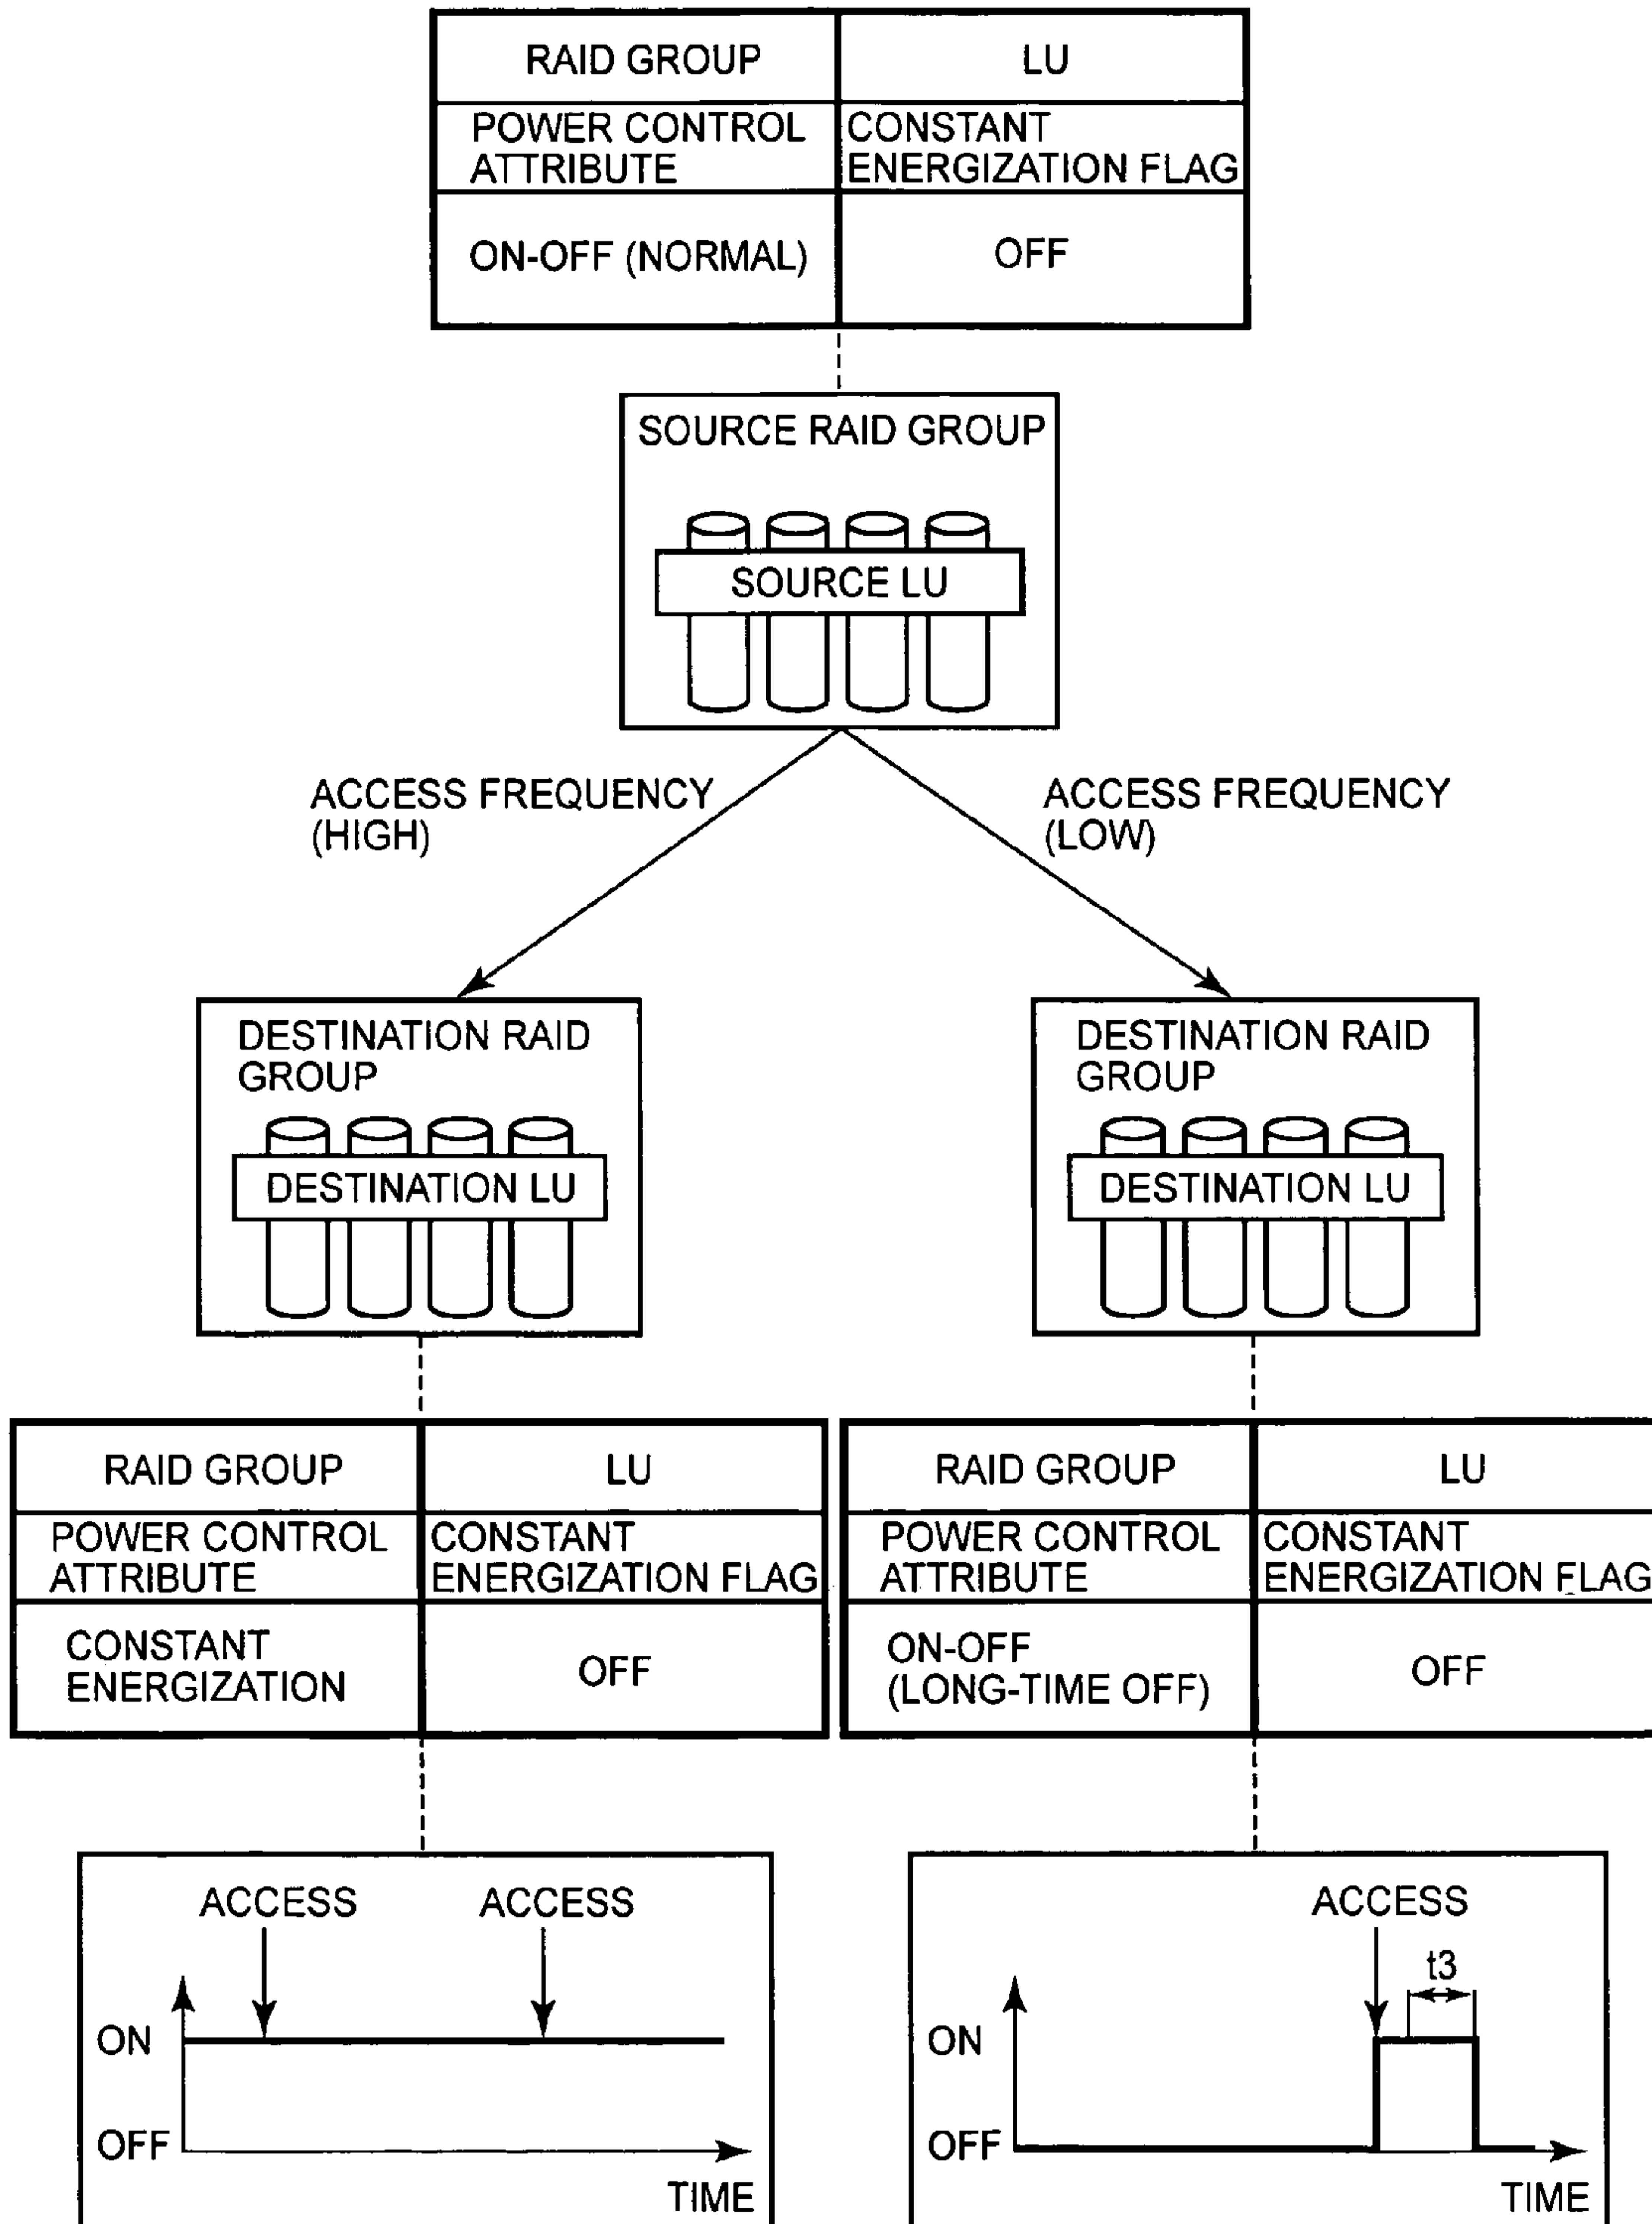 RAID GROUP
LU
POWER CONTROL
ATTRIBUTE
CONSTANT
ENERGIZATION FLAG
ON-OFF (NORMAL)
OFF
SOURCE RAID GROUP
SOURCE LU
ACCESS FREQUENCY
(HIGH)
ACCESS FREQUENCY
(LOW)
DESTINATION RAID
GROUP
DESTINATION LU
DESTINATION RAID
GROUP
DESTINATION LU
RAID GROUP
LU
POWER CONTROL
ATTRIBUTE
CONSTANT
ENERGIZATION FLAG
CONSTANT
ENERGIZATION
OFF
RAID GROUP
LU
POWER CONTROL
ATTRIBUTE
CONSTANT
ENERGIZATION FLAG
ON-OFF
(LONG-TIME OFF)
OFF
ACCESS
ACCESS
ON
OFF
TIME
ACCESS
t3
ON
OFF
TIME